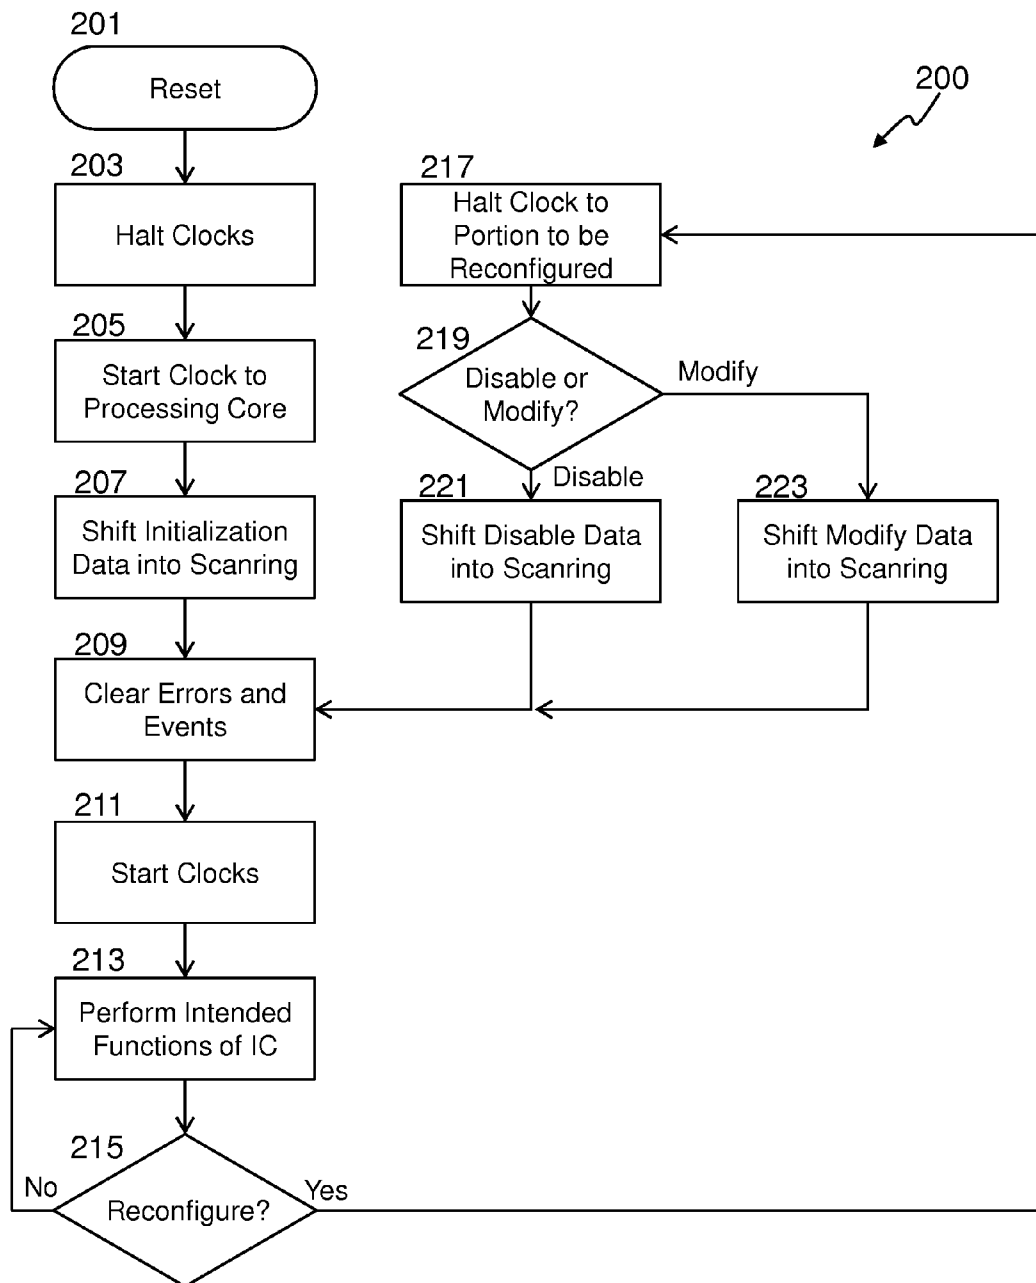 201
Reset
200
203
Halt Clocks
217
Halt Clock to
Portion to be
Reconfigured
205
Start Clock to
Processing Core
219
Disable or
Modify?
Modify
Disable
207
Shift Initialization
Data into Scanring
221
Shift Disable Data
into Scanring
223
Shift Modify Data
into Scanring
209
Clear Errors and
Events
211
Start Clocks
213
Perform Intended
Functions of IC
215
No
Reconfigure?
Yes